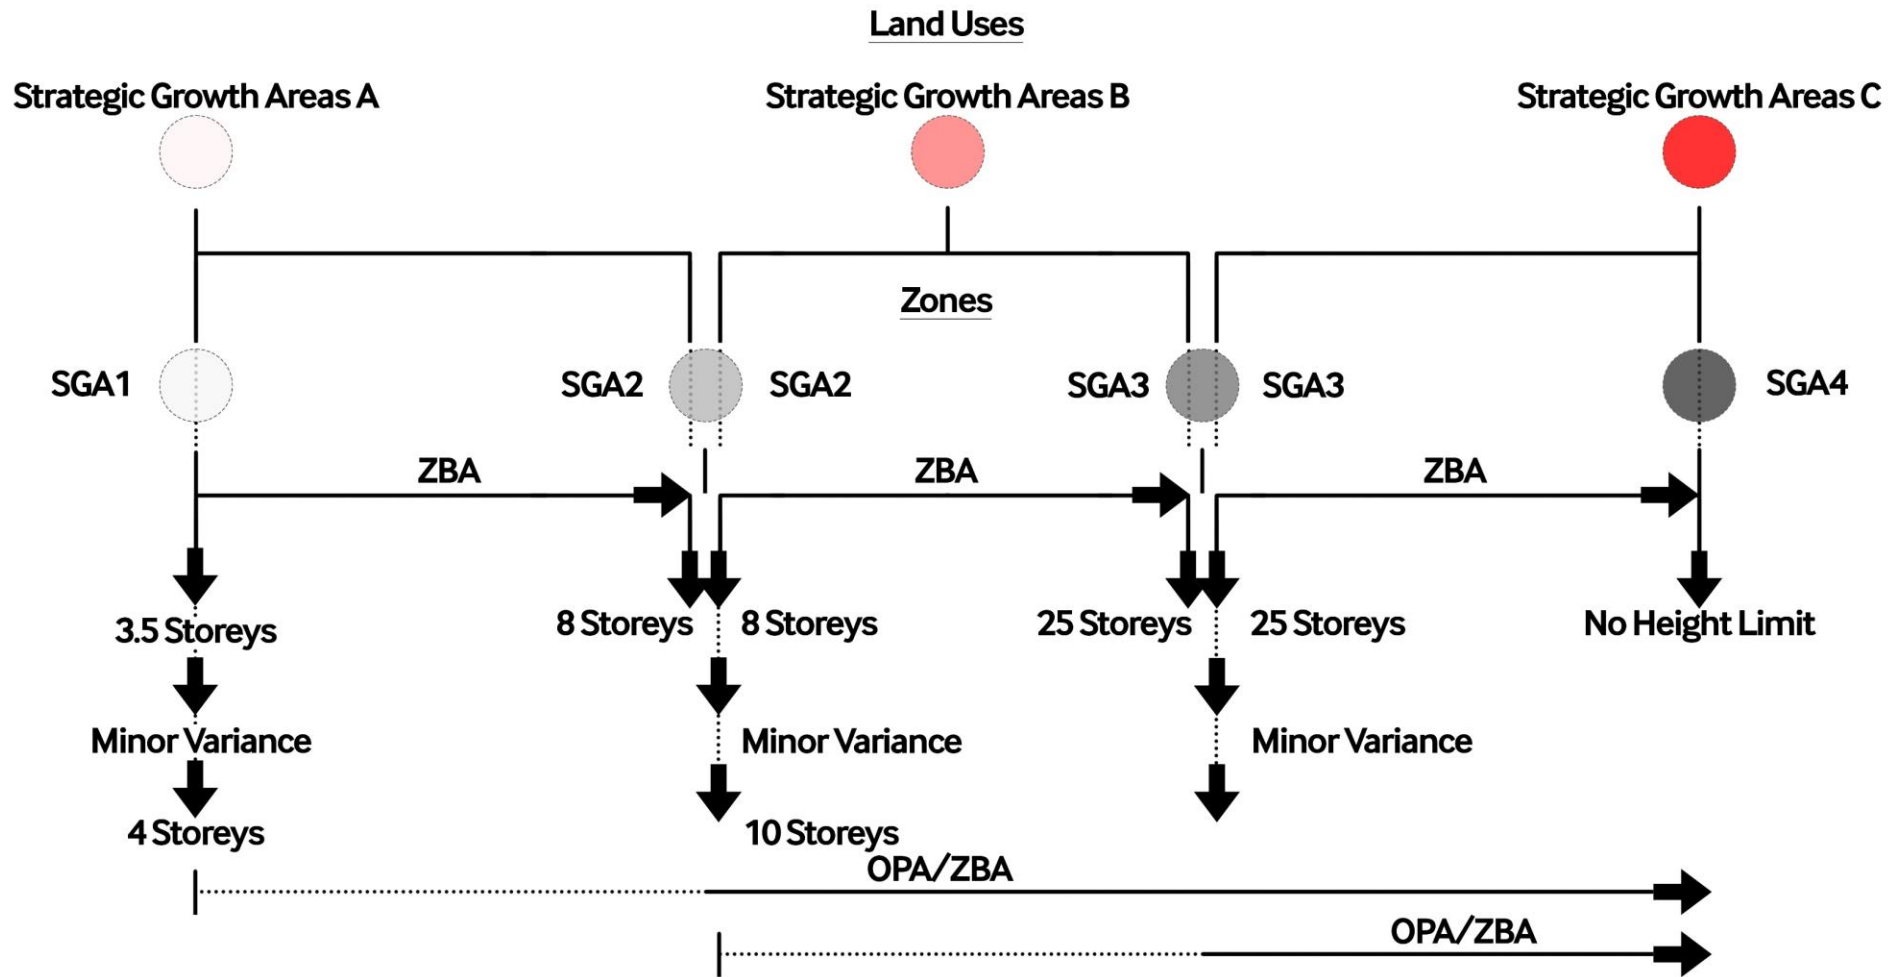 Land Uses
Strategic Growth Areas A
Strategic Growth Areas B
Strategic Growth Areas C
Zones
SGA1
SGA2
SGA2
SGA3
SGA3
SGA4
ZBA
ZBA
ZBA
3.5 Storeys
8 Storeys
8 Storeys
25 Storeys
25 Storeys
No Height Limit
Minor Variance
Minor Variance
Minor Variance
4 Storeys
10 Storeys
OPA/ZBA
OPA/ZBA